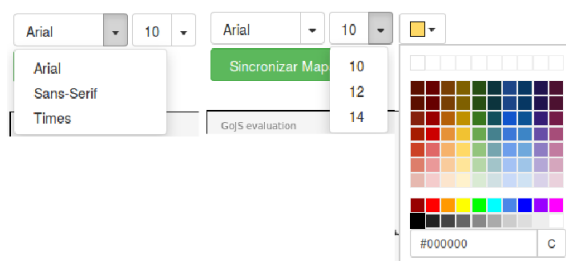 Arial
10
Arial
Sans-Serif
Times
Arial
10
Sincronizar Map
10
12
14
GoJS evaluation
#000000
C